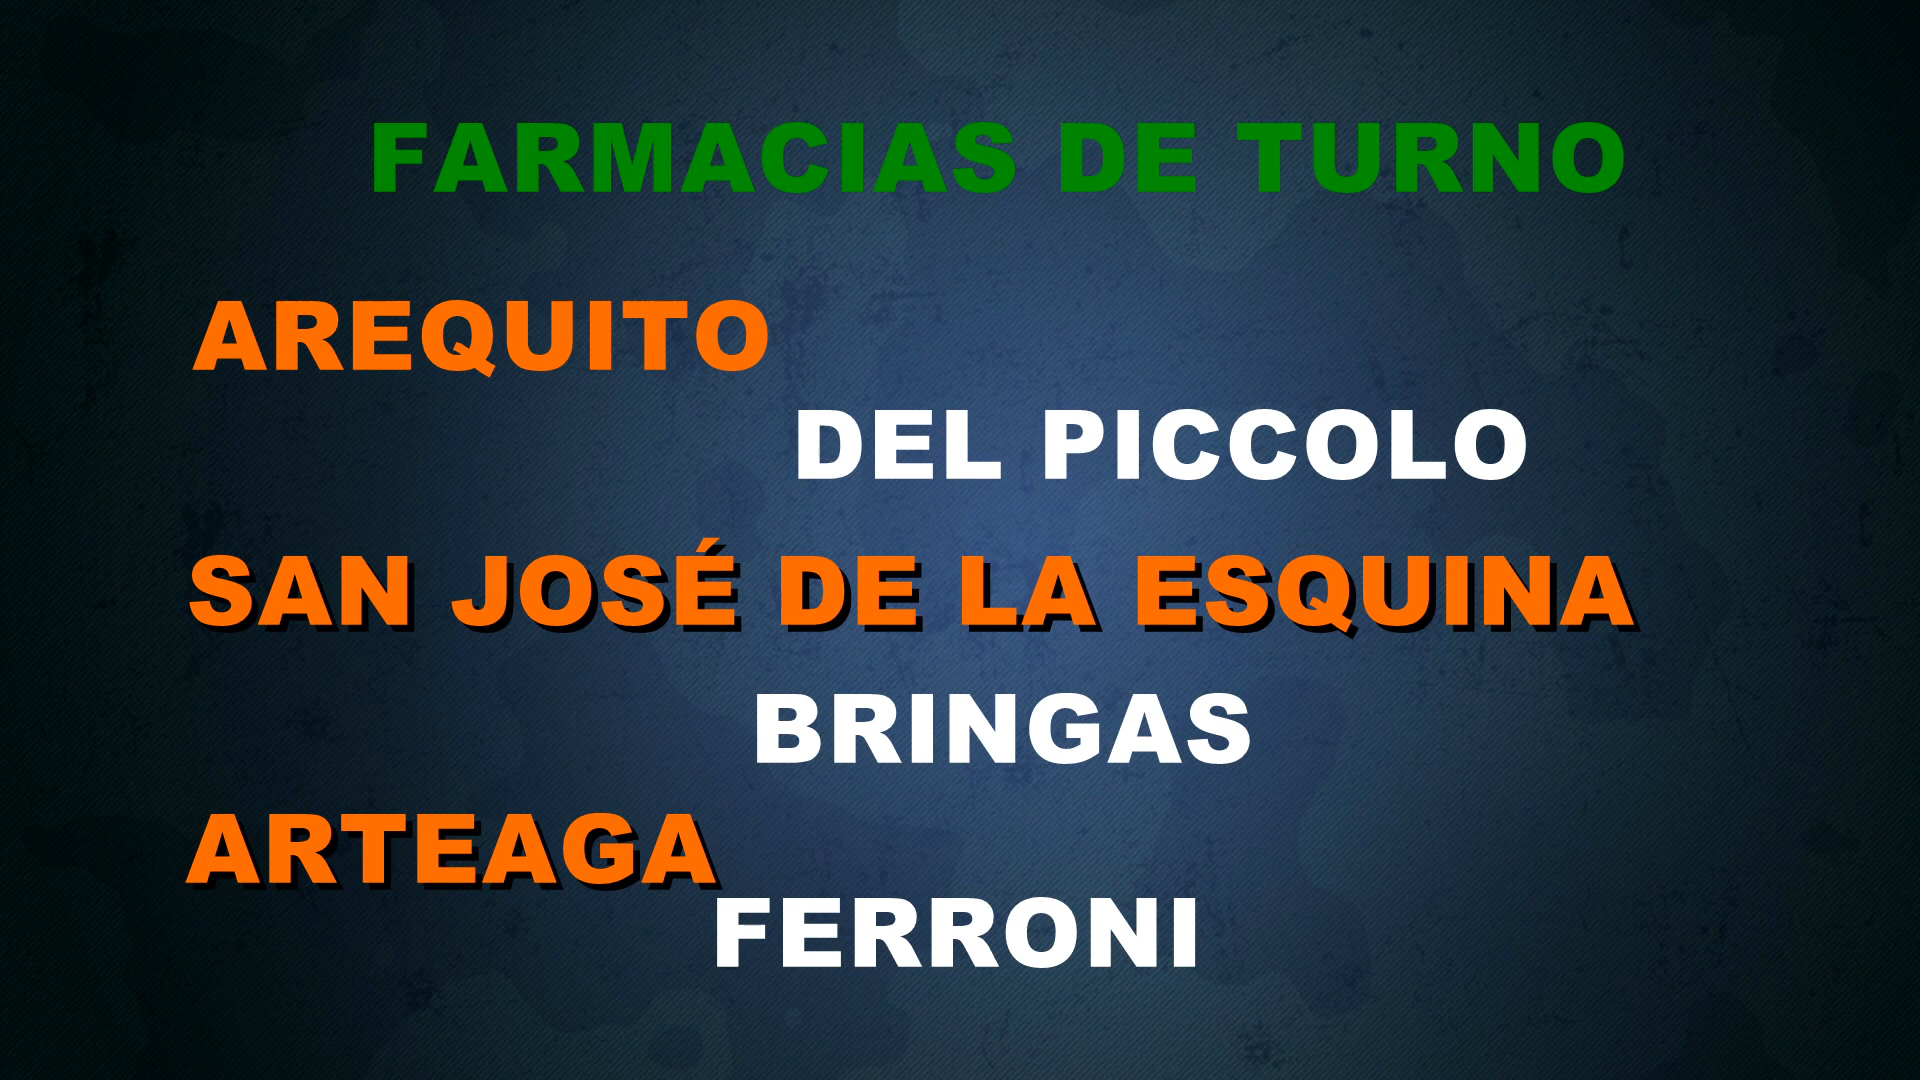 FARMACIAS DE TURNO
AREQUITO
DEL PICCOLO
SAN JOSÉ DE LA ESQUINA
BRINGAS
ARTEAGA
FERRONI